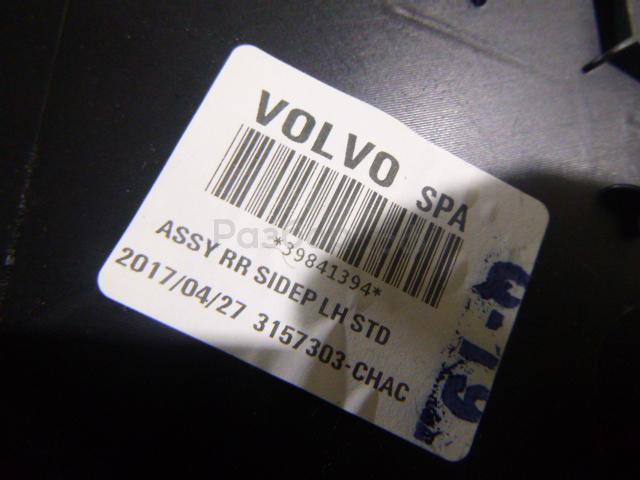 VOLVO SPA
*39841394*
ASSY RR SIDEP LH STD
2017/04/27 3157303-CHAC